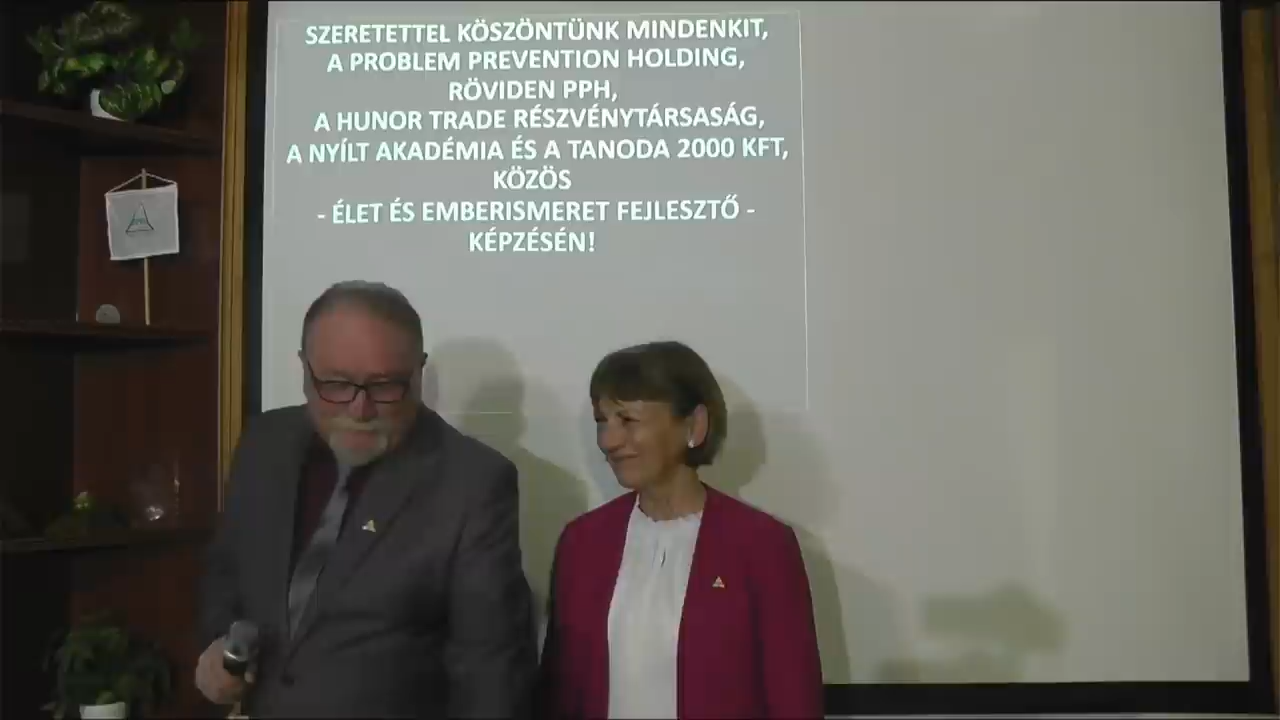 SZERETETTEL KÖSZÖNTÜNK MINDENKIT,
A PROBLEM PREVENTION HOLDING,
RÖVIDEN PPH,
A HUNOR TRADE RÉSZVÉNYTÁRSASÁG,
A NYÍLT AKADÉMIA ÉS A TANODA 2000 KFT,
KÖZÖS
- ÉLET ÉS EMBERISMERET FEJLESZTŐ -
KÉPZÉSÉN!